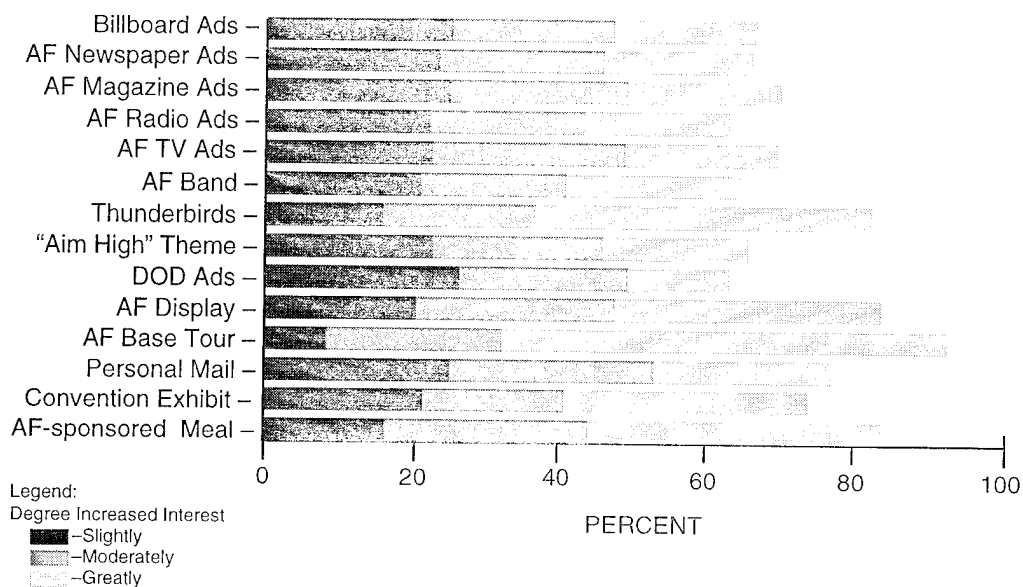 Billboard Ads –
AF Newspaper Ads –
AF Magazine Ads –
AF Radio Ads –
AF TV Ads –
AF Band –
Thunderbirds –
“Aim High” Theme –
DOD Ads –
AF Display –
AF Base Tour –
Personal Mail –
Convention Exhibit –
AF-sponsored Meal –
0 20 40 60 80 100
PERCENT
Legend:
Degree Increased Interest
–Slightly
–Moderately
–Greatly